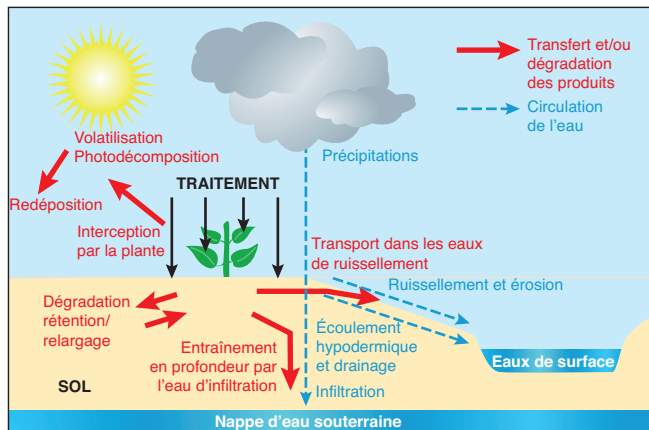 Transfert et/ou
dégradation
des produits
Circulation
de l'eau
Volatilisation
Photodécomposition
Précipitations
TRAITEMENT
Redéposition
Interception
par la plante
Transport dans les eaux
de ruissellement
Ruissellement et érosion
Dégradation
rétention/
relargage
Écoulement
hypodermique
et drainage
Entraînement
en profondeur par
l'eau d'infiltration
Eaux de surface
SOL
Infiltration
Nappe d'eau souterraine